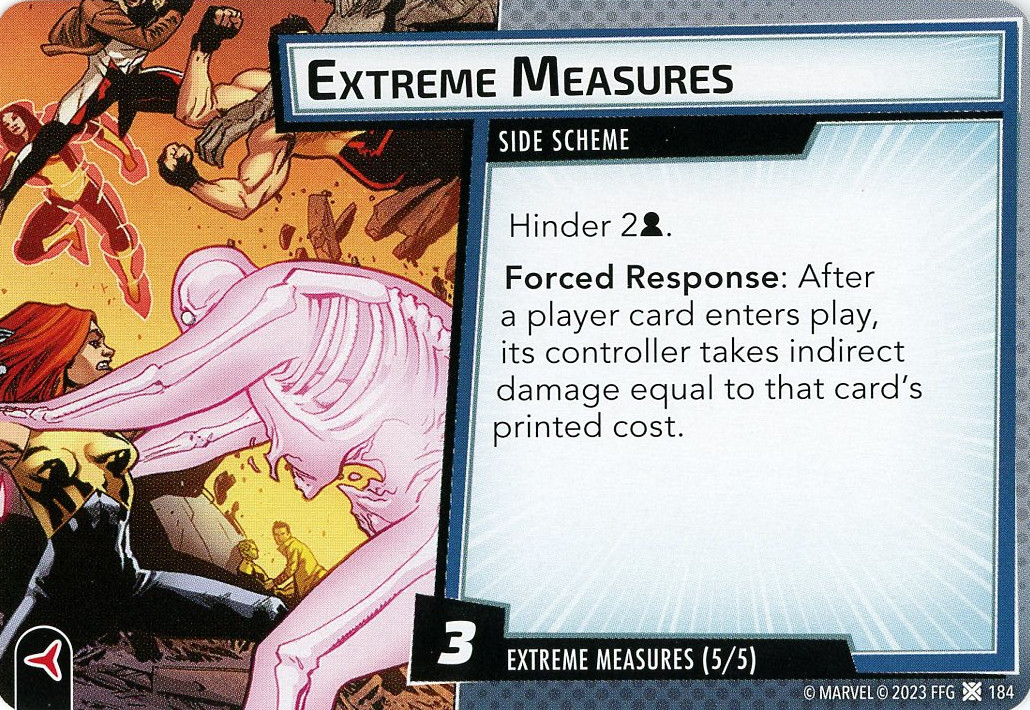 EXTREME MEASURES
SIDE SCHEME
Hinder 2.
Forced Response: After
a player card enters play,
its controller takes indirect
damage equal to that card's
printed cost.
3
EXTREME MEASURES (5/5)
© MARVEL © 2023 FFG 184